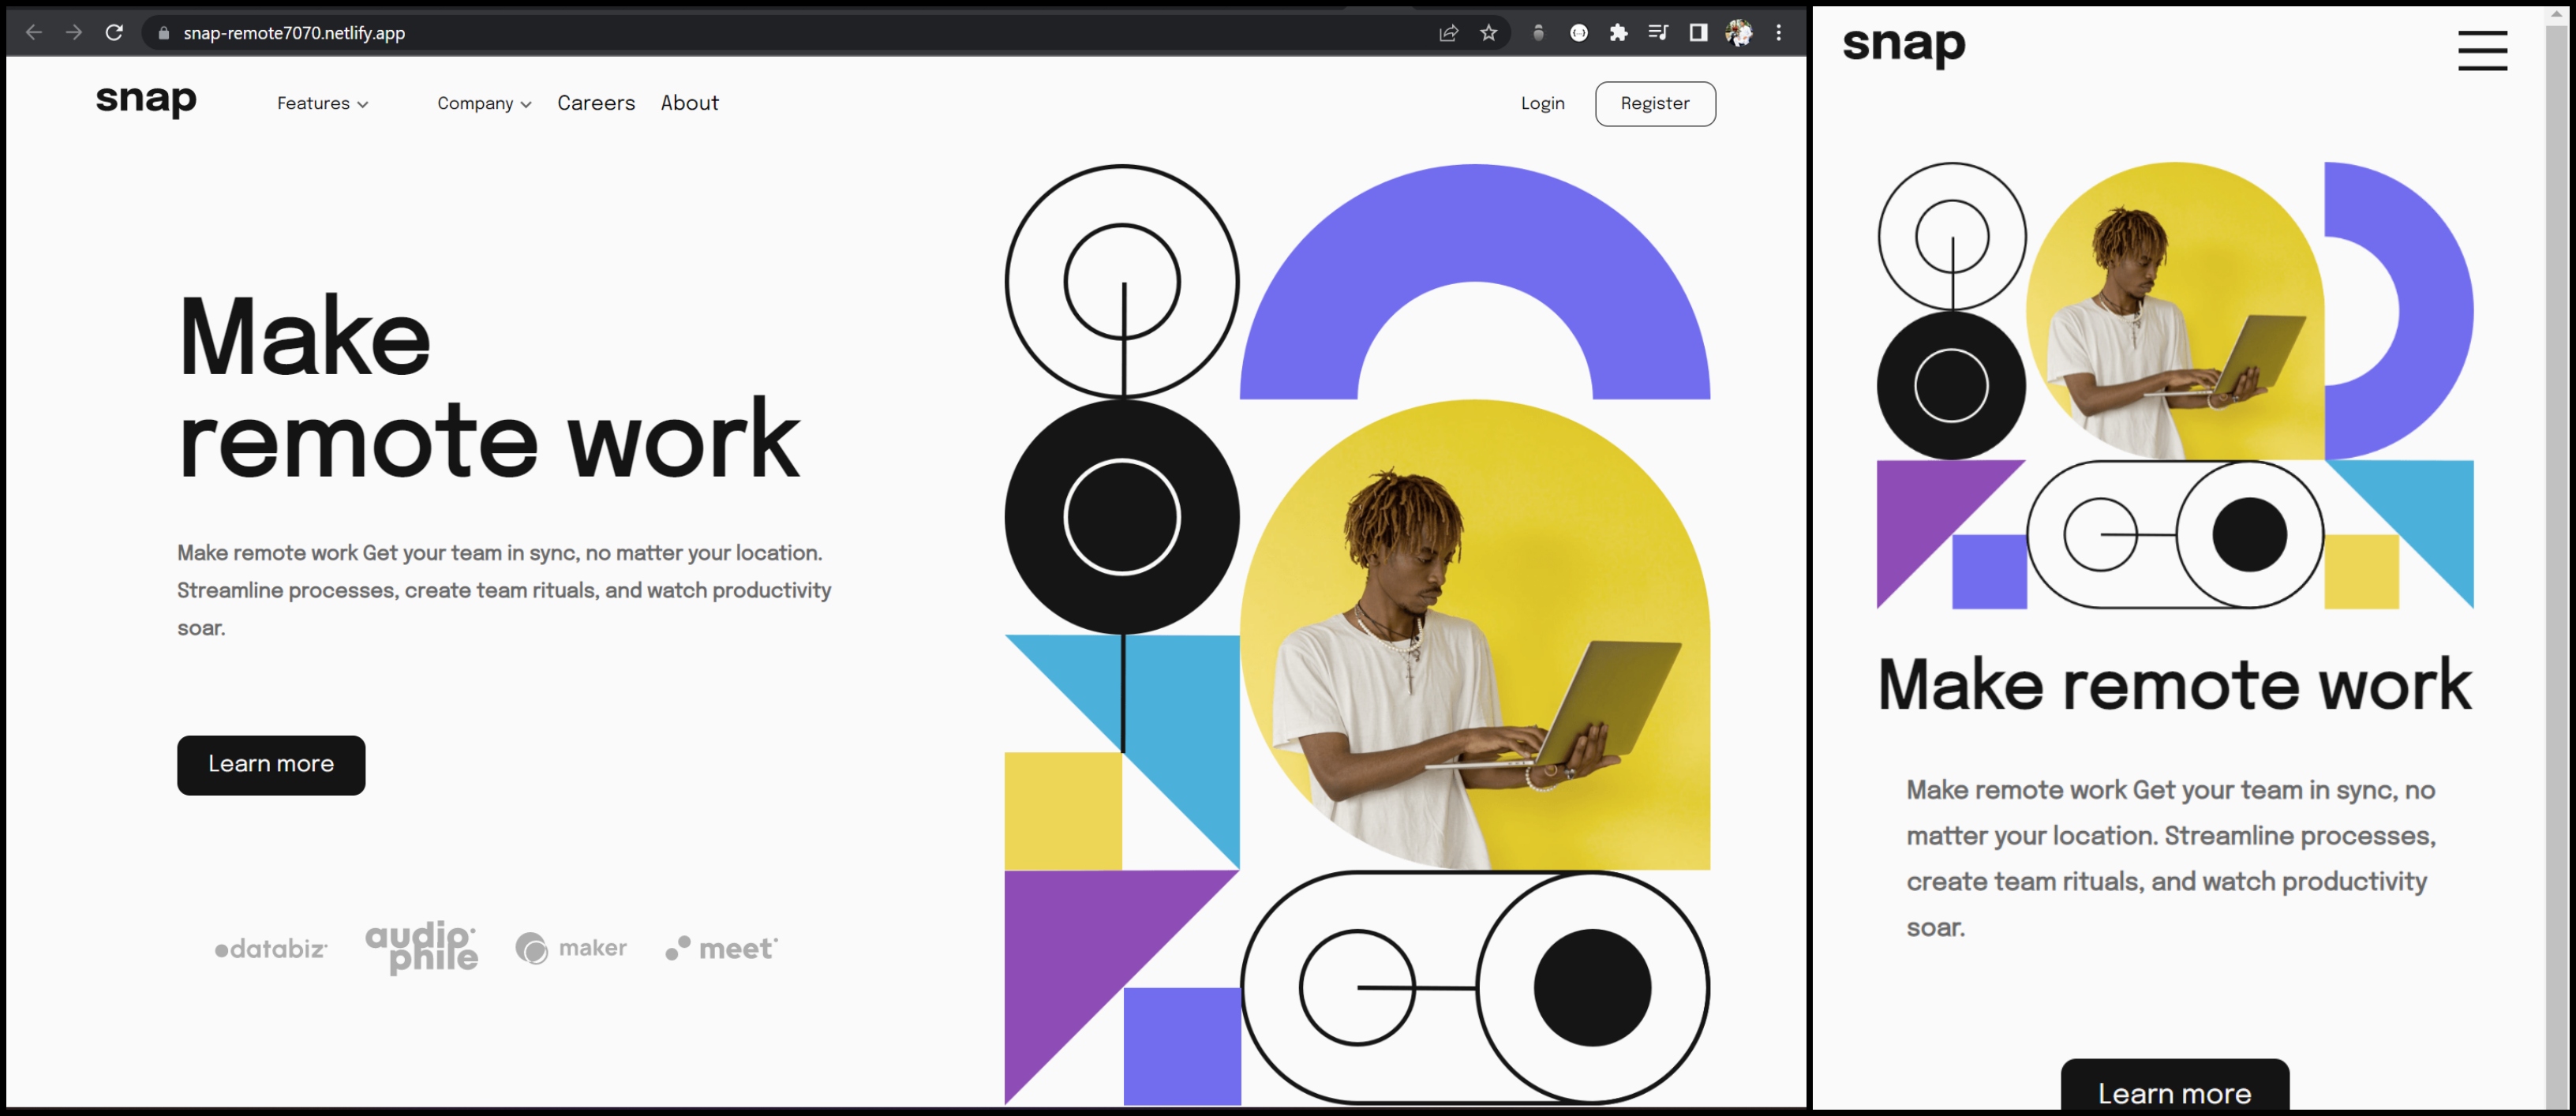 snap-remote7070.netlify.app
snap
Features
Company
Careers
About
Login
Register
Make
remote work
Make remote work Get your team in sync, no matter your location.
Streamline processes, create team rituals, and watch productivity
soar.
Learn more
databiz
audio
phile
maker
meet
snap
Make remote work
Make remote work Get your team in sync, no
matter your location. Streamline processes,
create team rituals, and watch productivity
soar.
Learn more